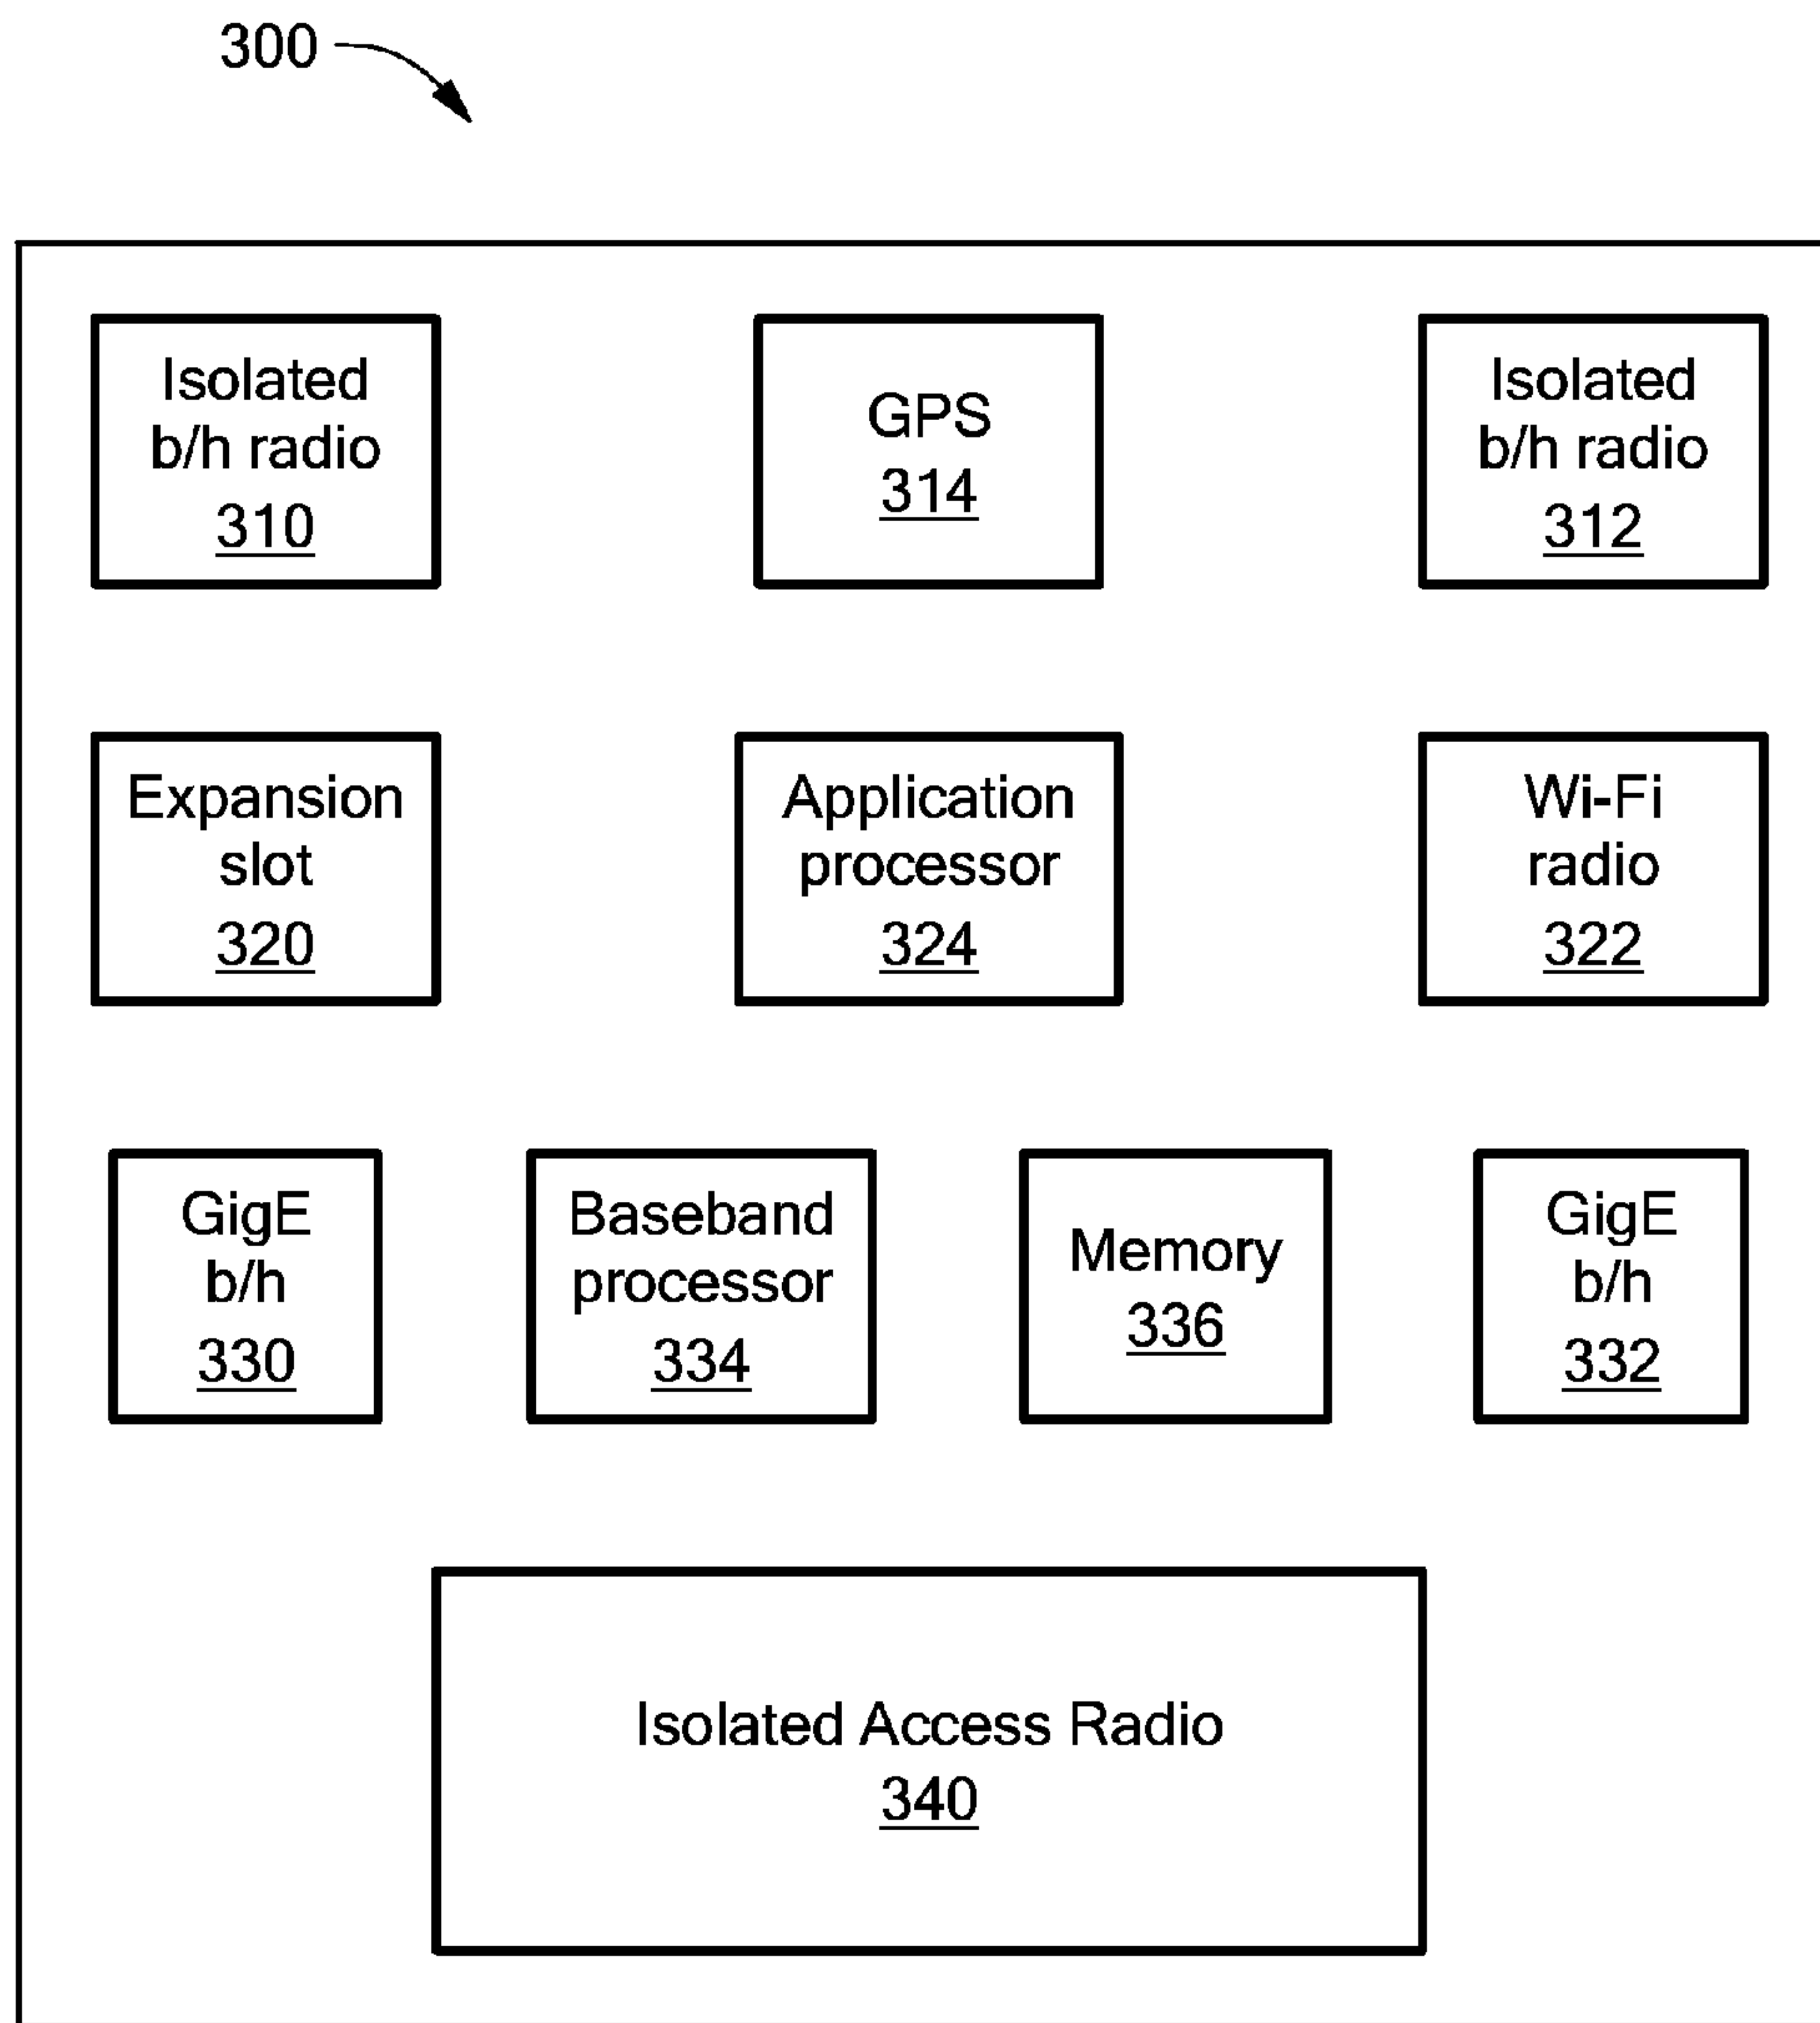 300
Isolated
b/h radio
310
GPS
314
Isolated
b/h radio
312
Expansion
slot
320
Application
processor
324
Wi-Fi
radio
322
GigE
b/h
330
Baseband
processor
334
Memory
336
GigE
b/h
332
Isolated Access Radio
340